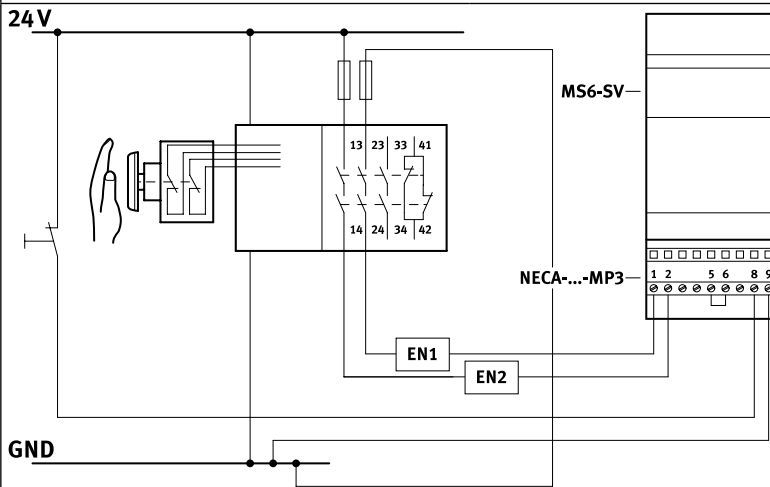 24 V
MS6-SV
13 23 33 41
14 24 34 42
NECA-...-MP3
1 2 5 6 8 9
EN1
EN2
GND